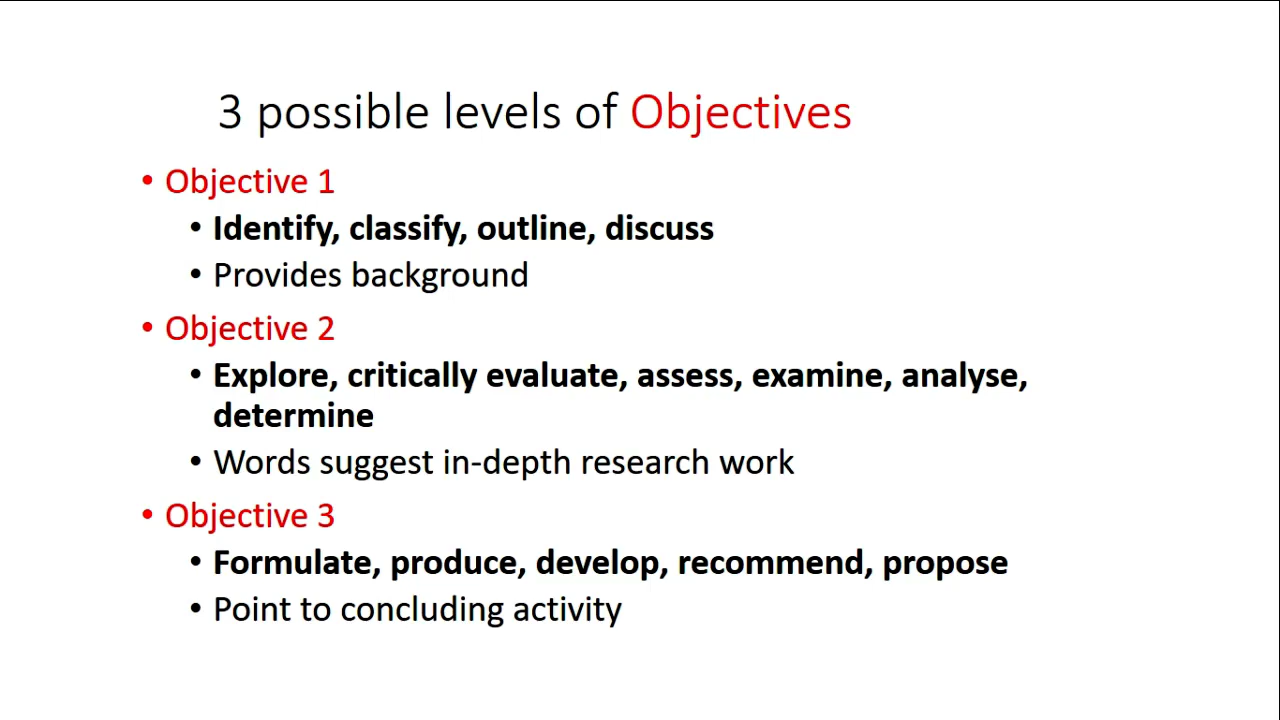 3 possible levels of Objectives
• Objective 1
• Identify, classify, outline, discuss
• Provides background
• Objective 2
• Explore, critically evaluate, assess, examine, analyse,
determine
• Words suggest in-depth research work
• Objective 3
• Formulate, produce, develop, recommend, propose
• Point to concluding activity